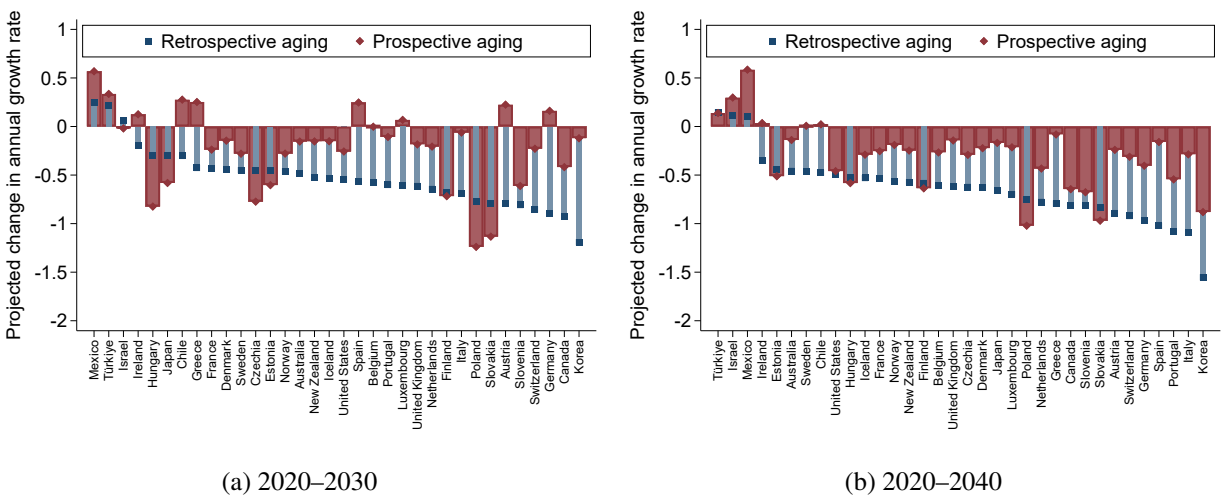 Projected change in annual growth rate
1
0.5
0
-0.5
-1
-1.5
-2
Retrospective aging
Prospective aging
Mexico
Türkiye
Israel
Ireland
Hungary
Japan
Chile
Greece
France
Denmark
Sweden
Czechia
Estonia
Norway
Australia
New Zealand
Iceland
United States
Spain
Belgium
Portugal
Luxembourg
United Kingdom
Netherlands
Finland
Italy
Poland
Slovakia
Austria
Slovenia
Switzerland
Germany
Canada
Korea
(a) 2020–2030
Projected change in annual growth rate
1
0.5
0
-0.5
-1
-1.5
-2
Retrospective aging
Prospective aging
Türkiye
Israel
Mexico
Ireland
Estonia
Australia
Sweden
Chile
United States
Hungary
Iceland
France
Norway
New Zealand
Finland
Belgium
United Kingdom
Czechia
Denmark
Japan
Luxembourg
Poland
Netherlands
Greece
Canada
Slovenia
Slovakia
Austria
Switzerland
Germany
Spain
Portugal
Italy
Korea
(b) 2020–2040